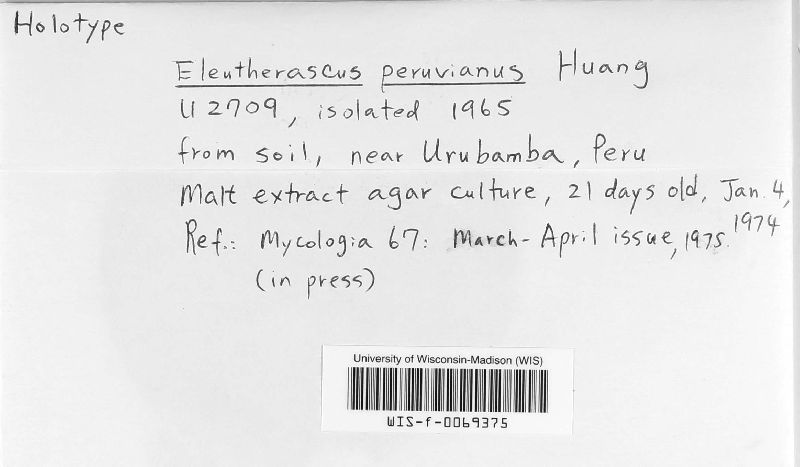 Holotype
Eleutherascus peruvianus Huang
U 2709, isolated 1965
from soil, near Urubamba, Peru
Malt extract agar culture, 21 days old, Jan. 4, 1974
Ref.: Mycologia 67: March-April issue, 1975.
(in press)
University of Wisconsin-Madison (WIS)
WIS-f-0069375